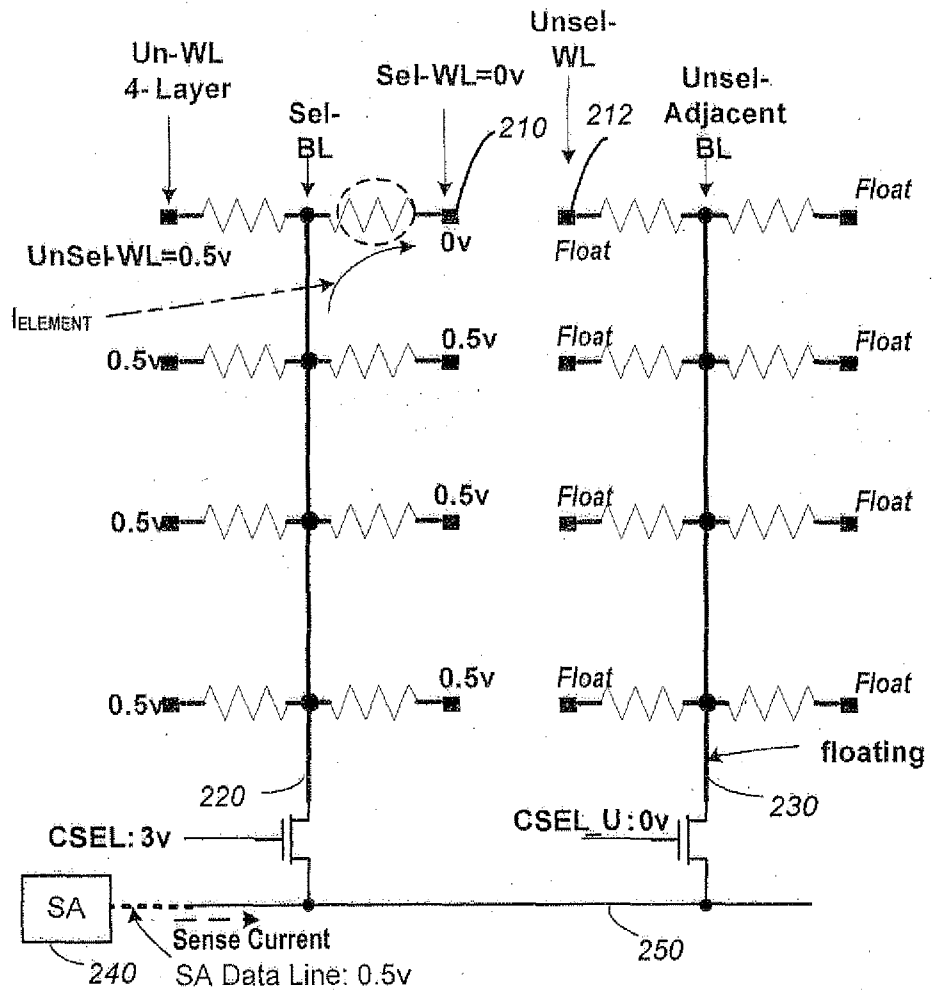 Un-WL
4-Layer
Sel-
BL
Sel-WL=0v
210
Unsel-
WL
212
Unsel-
Adjacent
BL
Float
UnSel-WL=0.5v
0v
Float
IELEMENT
0.5v
0.5v
Float
Float
0.5v
0.5v
Float
Float
0.5v
0.5v
Float
Float
floating
220
230
CSEL: 3v
CSEL_U: 0v
SA
Sense Current
250
240
SA Data Line: 0.5v